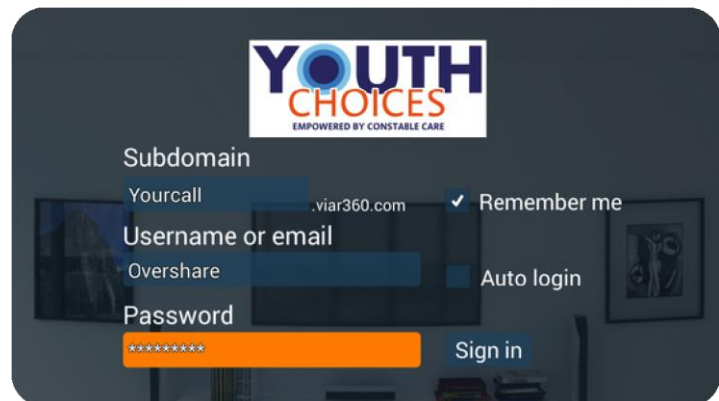 YOUTH
CHOICES
EMPOWERED BY CONSTABLE CARE
Subdomain
Yourcall .viar360.com
Remember me
Username or email
Overshare
Auto login
Password
*********
Sign in